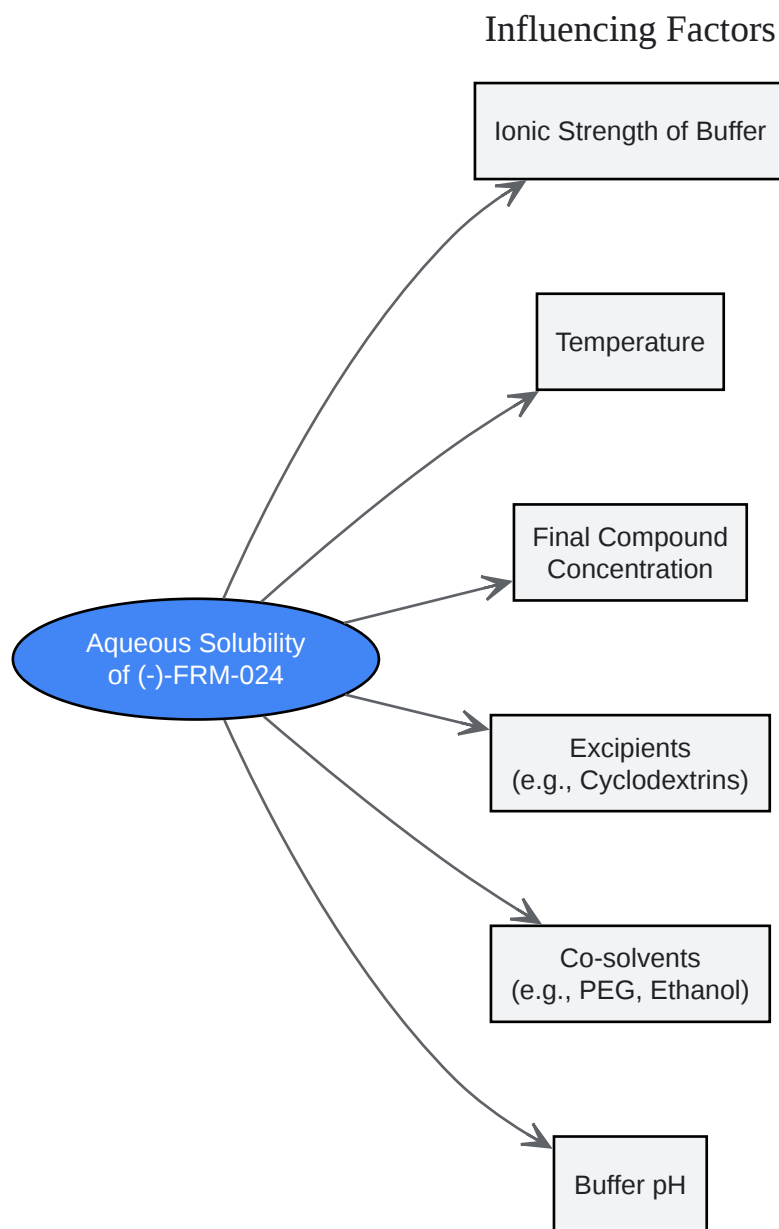 Influencing Factors
Ionic Strength of Buffer
Temperature
Final Compound
Concentration
Aqueous Solubility
of (-)-FRM-024
Excipients
(e.g., Cyclodextrins)
Co-solvents
(e.g., PEG, Ethanol)
Buffer pH